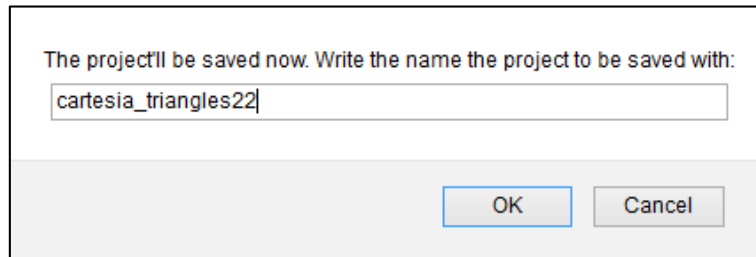 The project'll be saved now. Write the name the project to be saved with:
cartesia_triangles22
OK Cancel